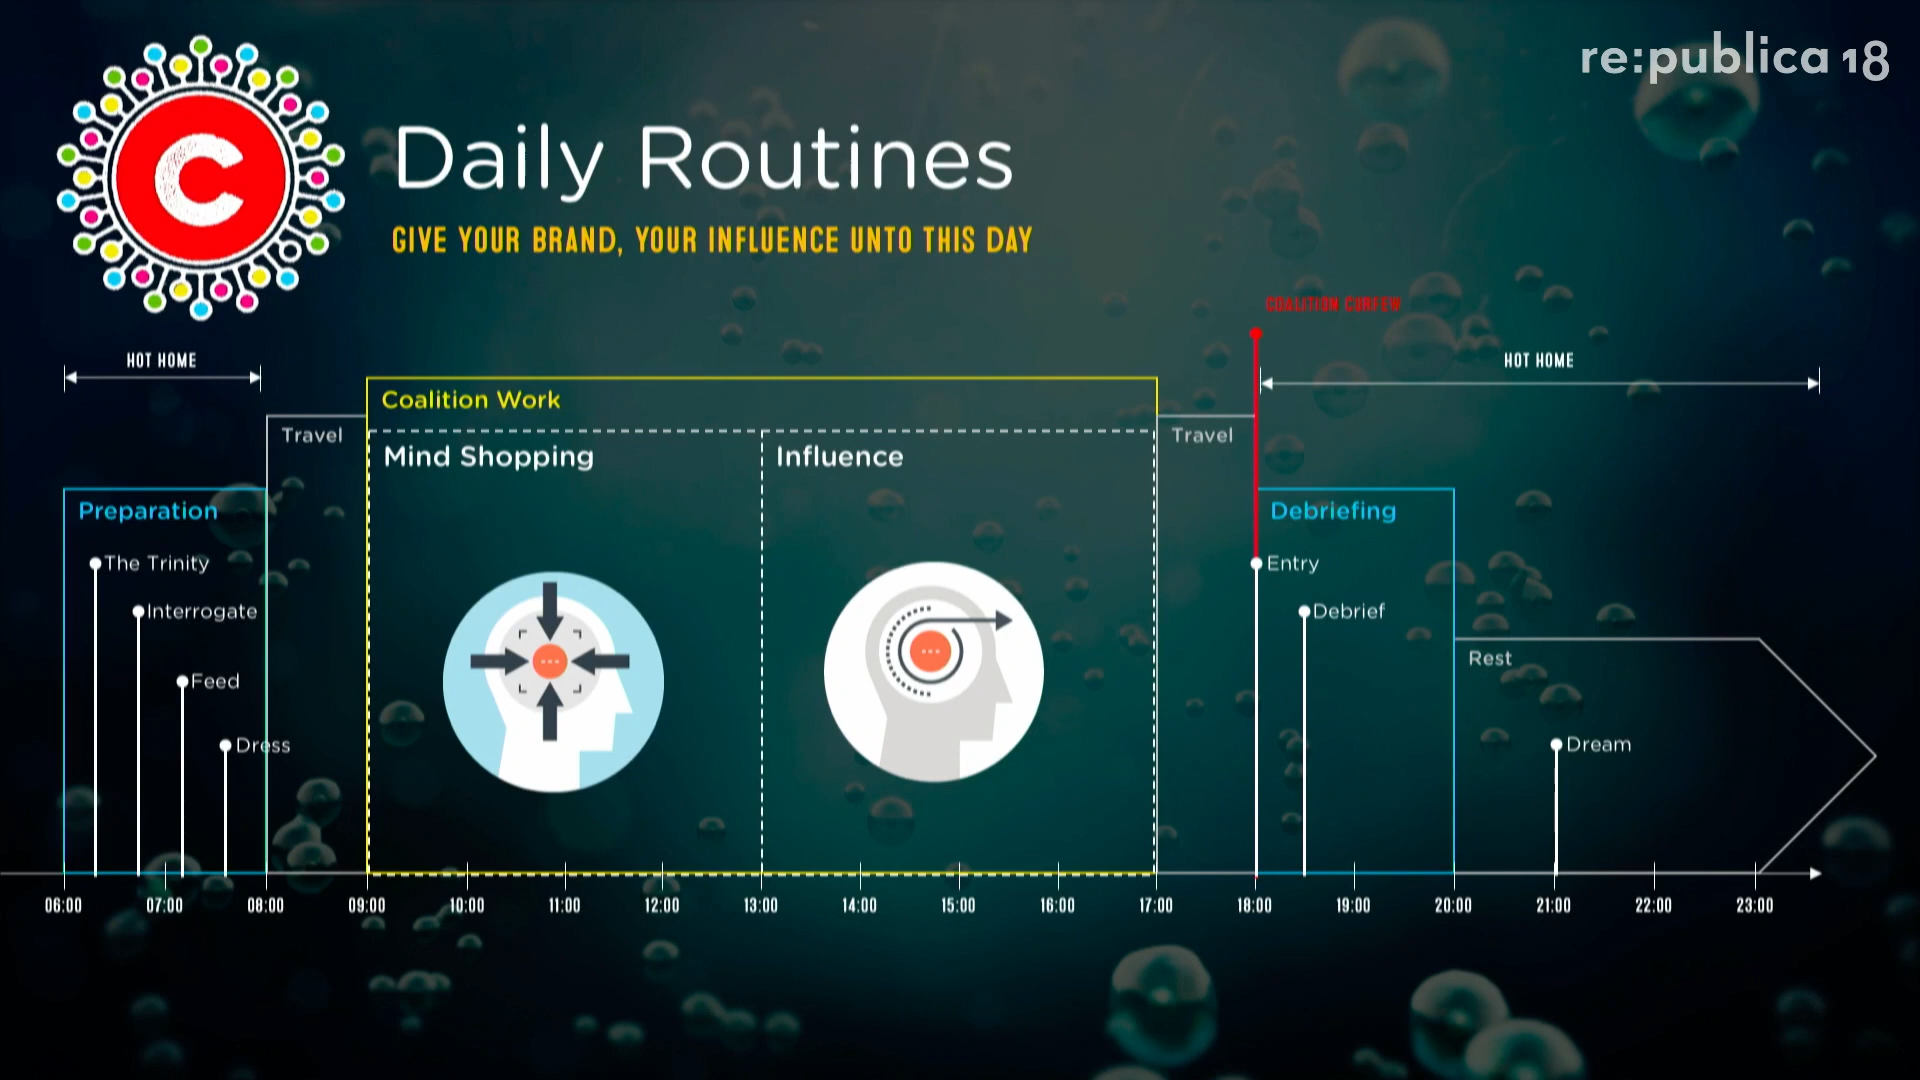 re:publica 18
C
Daily Routines
GIVE YOUR BRAND, YOUR INFLUENCE UNTO THIS DAY
COALITION CURFEW
HOT HOME
HOT HOME
Coalition Work
Travel
Travel
Mind Shopping
Influence
Preparation
Debriefing
The Trinity
Entry
Interrogate
Debrief
Rest
Feed
Dress
Dream
06:00 07:00 08:00 09:00 10:00 11:00 12:00 13:00 14:00 15:00 16:00 17:00 18:00 19:00 20:00 21:00 22:00 23:00